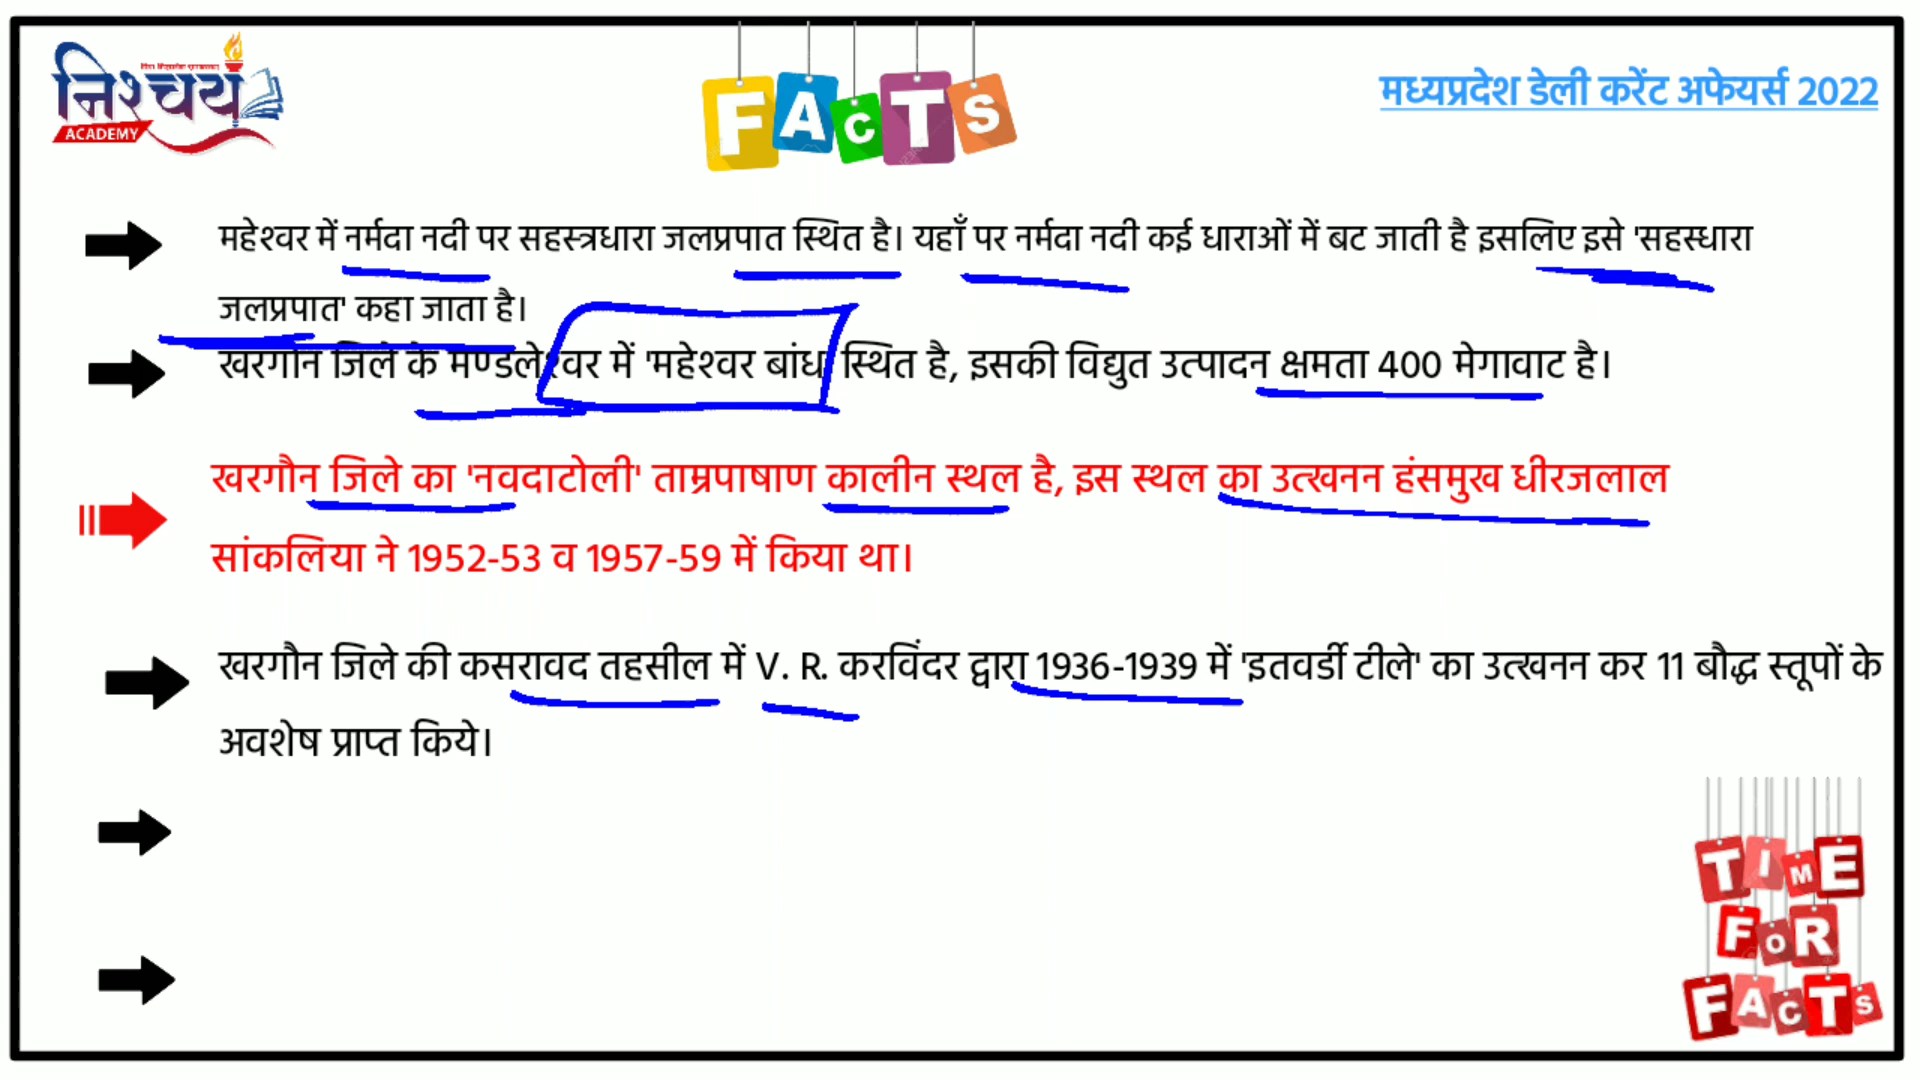 निश्चय
ACADEMY
FACTS
मध्यप्रदेश डेली करेंट अफेयर्स 2022
महेश्वर में नर्मदा नदी पर सहस्त्रधारा जलप्रपात स्थित है। यहाँ पर नर्मदा नदी कई धाराओं में बट जाती है इसलिए इसे 'सहस्धारा
जलप्रपात' कहा जाता है।
खरगोन जिले के मण्डलेश्वर में 'महेश्वर बांध स्थित है, इसकी विद्युत उत्पादन क्षमता 400 मेगावाट है।
खरगौन जिले का 'नवदाटोली' ताम्रपाषाण कालीन स्थल है, इस स्थल का उत्खनन हंसमुख धीरजलाल
सांकलिया ने 1952-53 व 1957-59 में किया था।
खरगौन जिले की कसरावद तहसील में V. R. करविंदर द्वारा 1936-1939 में 'इतवर्डी टीले' का उत्खनन कर 11 बौद्ध स्तूपों के
अवशेष प्राप्त किये।
TIME
FOR
FACTS